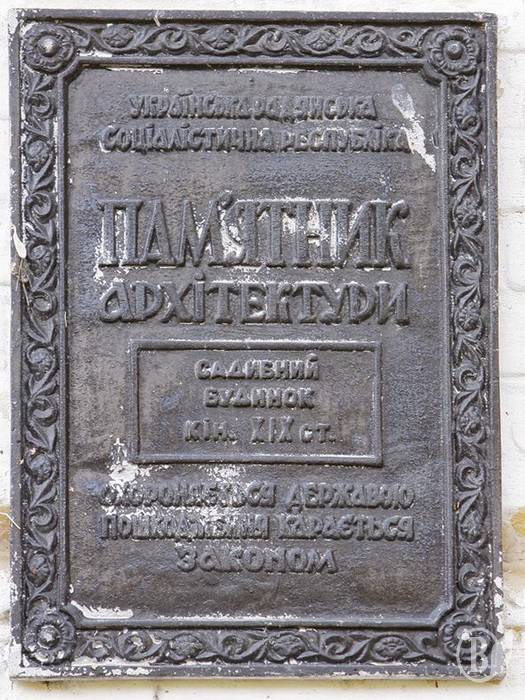 УКРАЇНСЬКА РАДЯНСЬКА
СОЦІАЛІСТИЧНА РЕСПУБЛІКА
ПАМ'ЯТНИК
АРХІТЕКТУРИ
САДИБНИЙ
БУДИНОК
КІН. XIX СТ.
ОХОРОНЯЄТЬСЯ ДЕРЖАВОЮ
ПОШКОДЖЕННЯ КАРАЄТЬСЯ
ЗАКОНОМ
В